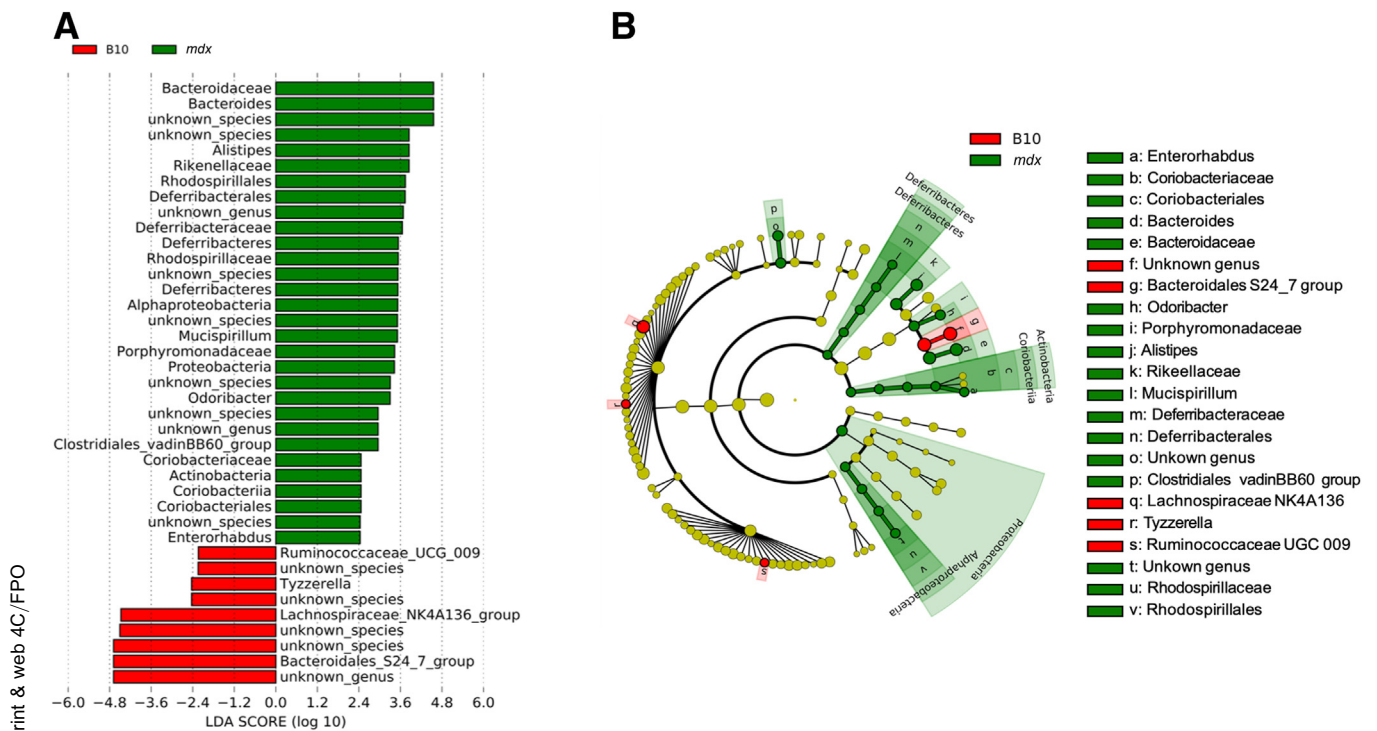 A
B10
mdx
Bacteroidaceae
Bacteroides
unknown_species
unknown_species
Alistipes
Rikenellaceae
Rhodospirillales
Deferribacterales
unknown_genus
Deferribacteraceae
Deferribacteres
Rhodospirillaceae
unknown_species
Deferribacteres
Alphaproteobacteria
unknown_species
Mucispirillum
Porphyromonadaceae
Proteobacteria
unknown_species
Odoribacter
unknown_species
unknown_genus
Clostridiales_vadinBB60_group
Coriobacteriaceae
Actinobacteria
Coriobacteriia
Coriobacteriales
unknown_species
Enterorhabdus
Ruminococcaceae_UCG_009
unknown_species
Tyzzerella
unknown_species
Lachnospiraceae_NK4A136_group
unknown_species
unknown_species
Bacteroidales_S24_7_group
unknown_genus
−6.0 −4.8 −3.6 −2.4 −1.2 0.0 1.2 2.4 3.6 4.8 6.0
LDA SCORE (log 10)
rint & web 4C/FPO
B
B10
mdx
Deferribacteres
Deferribacteres
p
o
n
m
l
k
j
i
h
g
f
e
d
c
b
a
Actinobacteria
Coriobacteriia
q
r
s
t
u
v
Proteobacteria
Alphaproteobacteria
a: Enterorhabdus
b: Coriobacteriaceae
c: Coriobacteriales
d: Bacteroides
e: Bacteroidaceae
f: Unknown genus
g: Bacteroidales S24_7 group
h: Odoribacter
i: Porphyromonadaceae
j: Alistipes
k: Rikeellaceae
l: Mucispirillum
m: Deferribacteraceae
n: Deferribacterales
o: Unkown genus
p: Clostridiales vadinBB60 group
q: Lachnospiraceae NK4A136
r: Tyzzerella
s: Ruminococcaceae UGC 009
t: Unkown genus
u: Rhodospirillaceae
v: Rhodospirillales